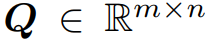 Q ∈ ℝ^{m×n}